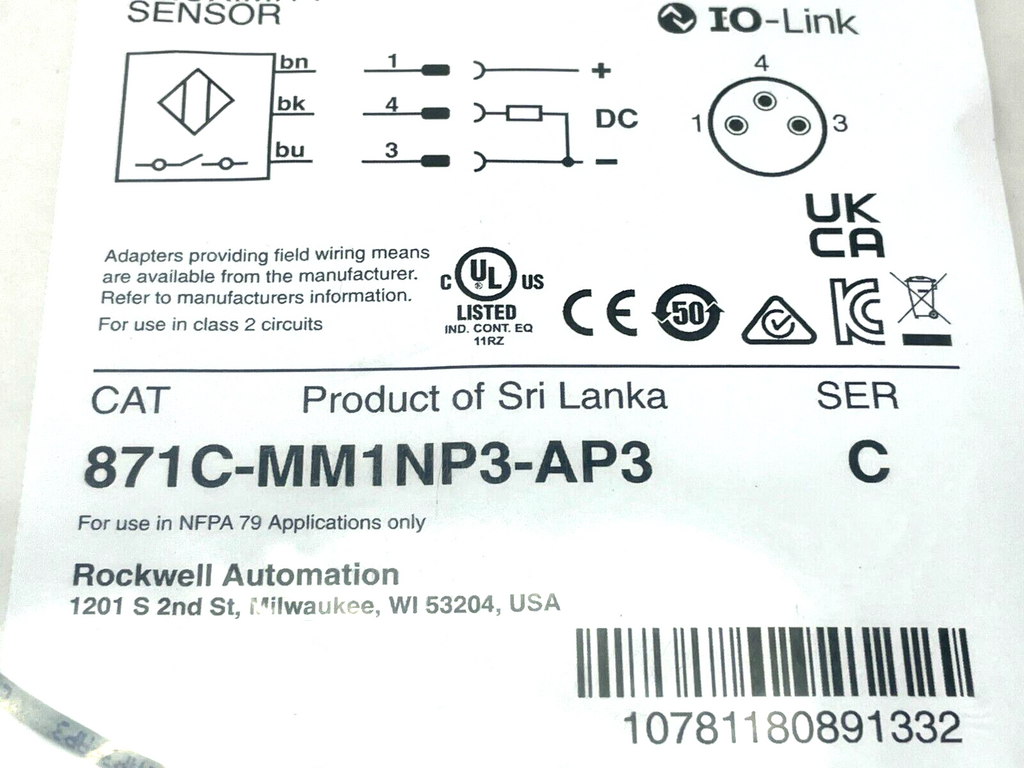 SENSOR
IO-Link
bn 1 +
bk 4 DC
bu 3 −
4
1 3
UK
CA
Adapters providing field wiring means
are available from the manufacturer.
Refer to manufacturers information.
For use in class 2 circuits
C UL ® US
LISTED
IND. CONT. EQ
11RZ
CE
50
KC
CAT Product of Sri Lanka SER
871C-MM1NP3-AP3 C
For use in NFPA 79 Applications only
Rockwell Automation
1201 S 2nd St, Milwaukee, WI 53204, USA
10781180891332